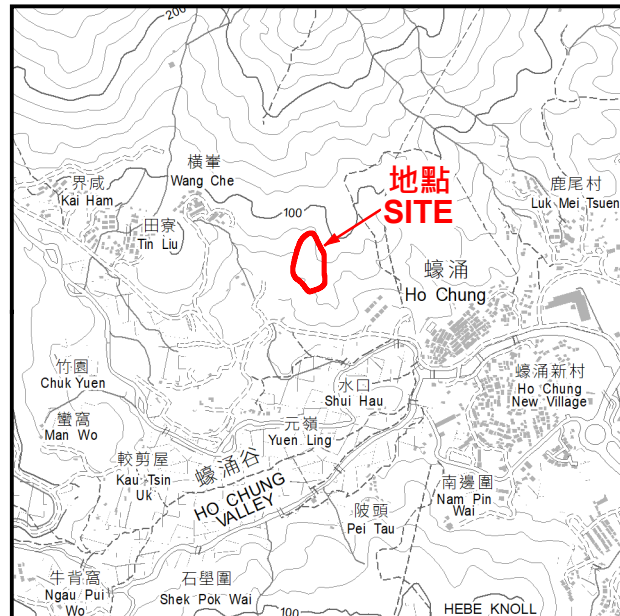 200
橫輋
Wang Che
界咸
Kai Ham
100
地點
SITE
鹿尾村
Luk Mei Tsuen
田寮
Tin Liu
蠔涌
Ho Chung
竹園
Chuk Yuen
水口
Shui Hau
蠔涌新村
Ho Chung
New Village
蠻窩
Man Wo
元嶺
Yuen Ling
較剪屋
Kau Tsin
Uk
蠔涌谷
HO CHUNG
VALLEY
南邊圍
Nam Pin
Wai
陂頭
Pei Tau
牛背窩
Ngau Pui
Wo
石壆圍
Shek Pok Wai
100
HEBE KNOLL